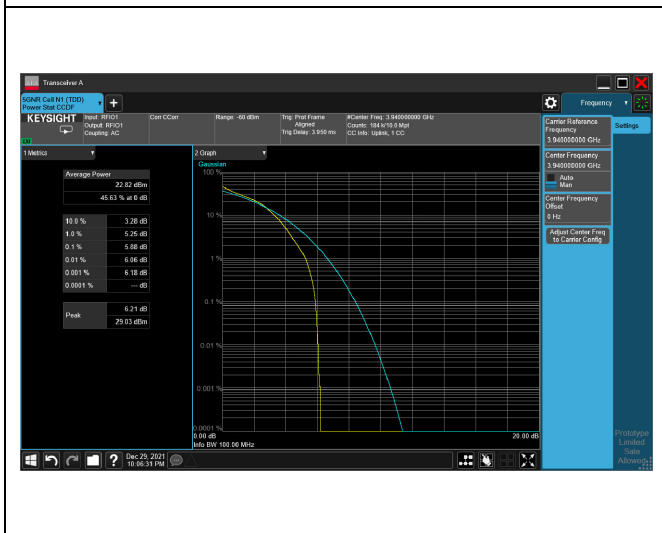 Transceiver A
5GNR Cell N1 (TDD)
Power Stat CCDF
Frequency
KEYSIGHT
Input: RFIO1
Output: RFIO1
Coupling: AC
Corr CCorr
Range: -60 dBm
Trig: Prot Frame
Aligned
Trig Delay: 3.950 ms
#Center Freq: 3.940000000 GHz
Counts: 184 k/10.0 Mpt
CC Info: Uplink, 1 CC
1 Metrics
Average Power
22.82 dBm
45.63 % at 0 dB
10.0 % 3.28 dB
1.0 % 5.25 dB
0.1 % 5.88 dB
0.01 % 6.06 dB
0.001 % 6.18 dB
0.0001 % --- dB
Peak
6.21 dB
29.03 dBm
2 Graph
Gaussian
100 %
10 %
1 %
0.1 %
0.01 %
0.001 %
0.0001 %
0.00 dB
20.00 dB
Info BW 100.00 MHz
Carrier Reference
Frequency
3.940000000 GHz
Center Frequency
3.940000000 GHz
Auto
Man
Center Frequency
Offset
0 Hz
Adjust Center Freq
to Carrier Config
Settings
Prototype
Limited
Sale
Allowed
?
Dec 29, 2021
10:06:31 PM